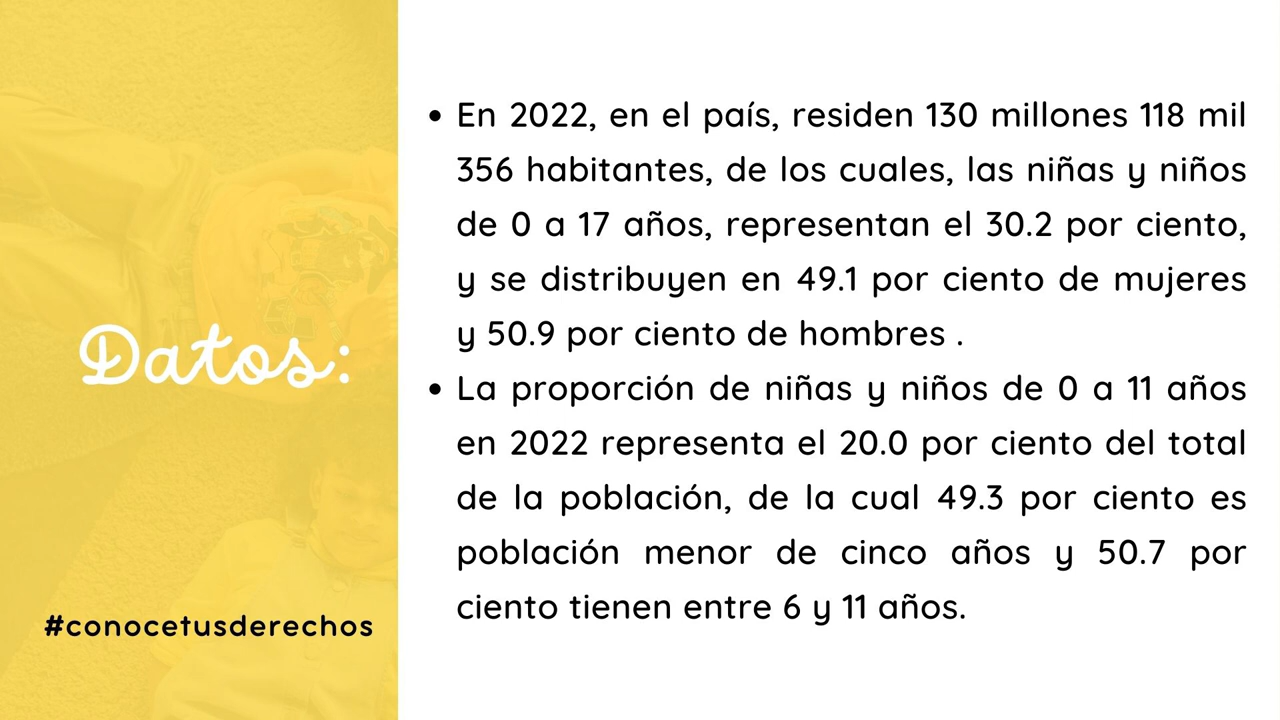 Datos:
#conocetusderechos
• En 2022, en el país, residen 130 millones 118 mil
356 habitantes, de los cuales, las niñas y niños
de 0 a 17 años, representan el 30.2 por ciento,
y se distribuyen en 49.1 por ciento de mujeres
y 50.9 por ciento de hombres .
• La proporción de niñas y niños de 0 a 11 años
en 2022 representa el 20.0 por ciento del total
de la población, de la cual 49.3 por ciento es
población menor de cinco años y 50.7 por
ciento tienen entre 6 y 11 años.